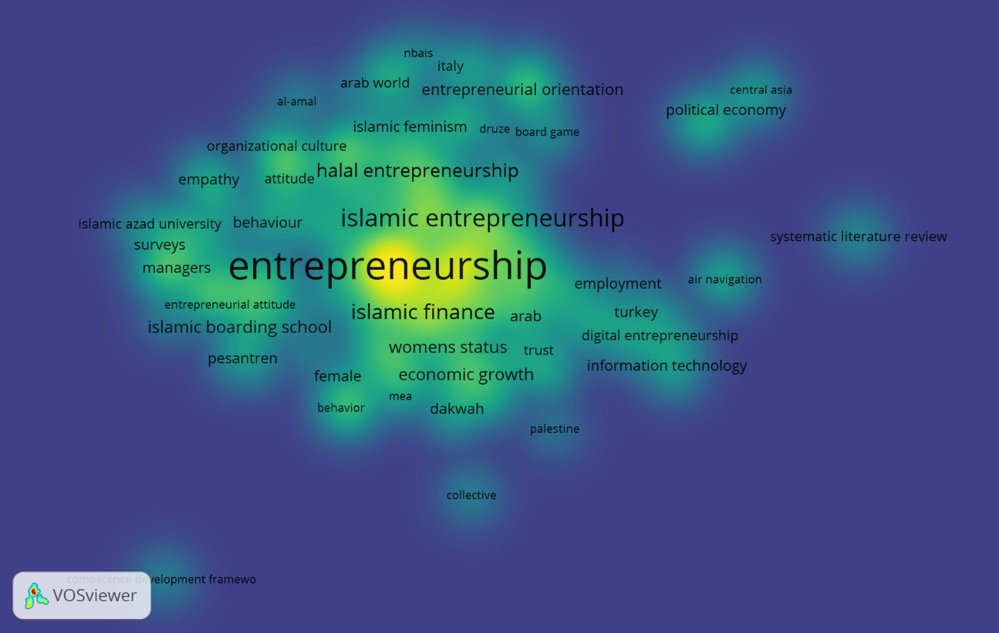 nbais
italy
arab world
entrepreneurial orientation
central asia
al-amal
political economy
islamic feminism
druze
board game
organizational culture
halal entrepreneurship
empathy
attitude
islamic entrepreneurship
islamic azad university
behaviour
systematic literature review
surveys
managers
entrepreneurship
air navigation
employment
entrepreneurial attitude
islamic finance
arab
turkey
islamic boarding school
digital entrepreneurship
womens status
trust
pesantren
information technology
female
economic growth
mea
behavior
dakwah
palestine
collective
competence development framewo
VOSviewer